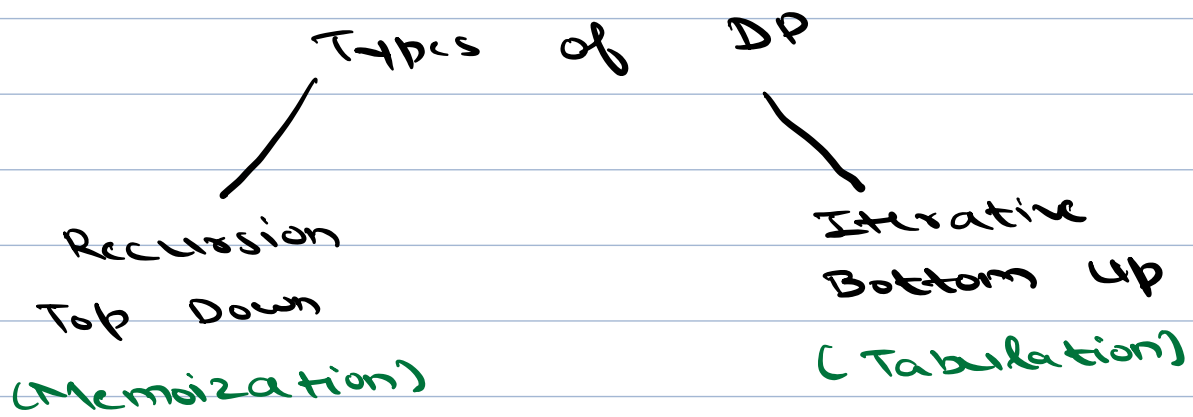 Types of DP
Recursion
Top Down
(Memoization)
Iterative
Bottom Up
(Tabulation)